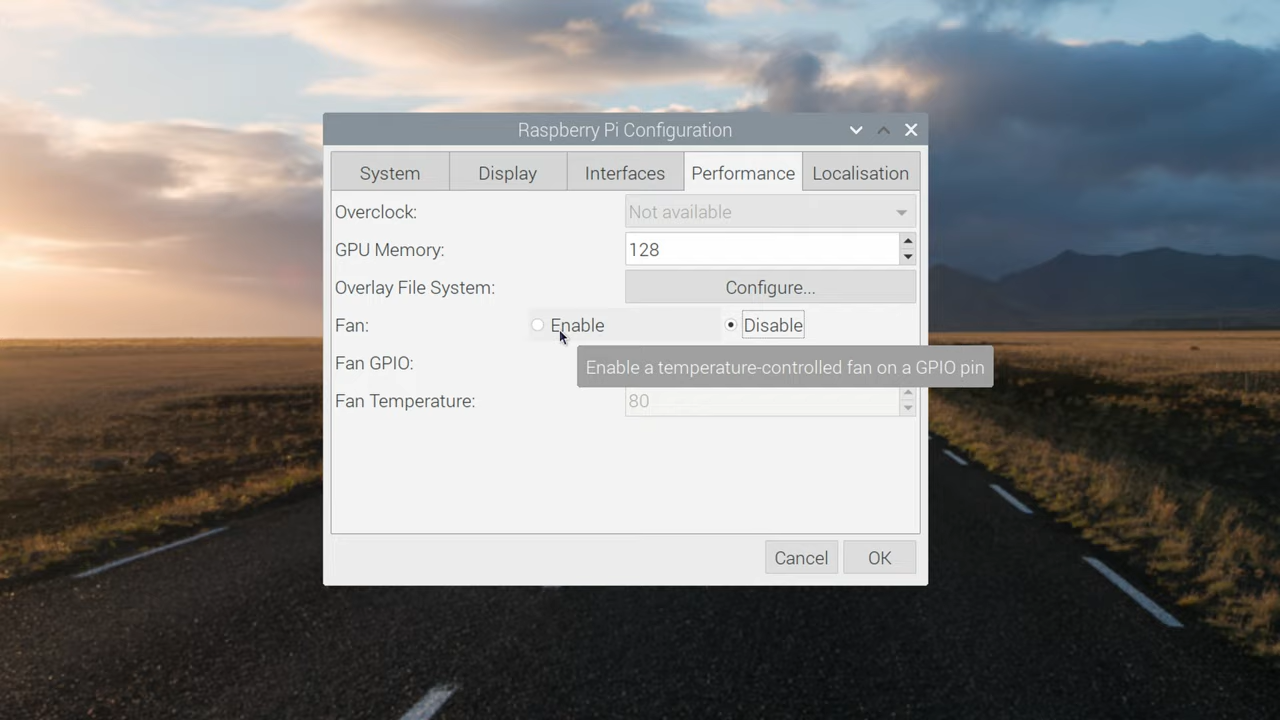 Raspberry Pi Configuration
System Display Interfaces Performance Localisation
Overclock: Not available
GPU Memory: 128
Overlay File System: Configure...
Fan: Enable Disable
Fan GPIO:
Enable a temperature-controlled fan on a GPIO pin
Fan Temperature: 80
Cancel OK